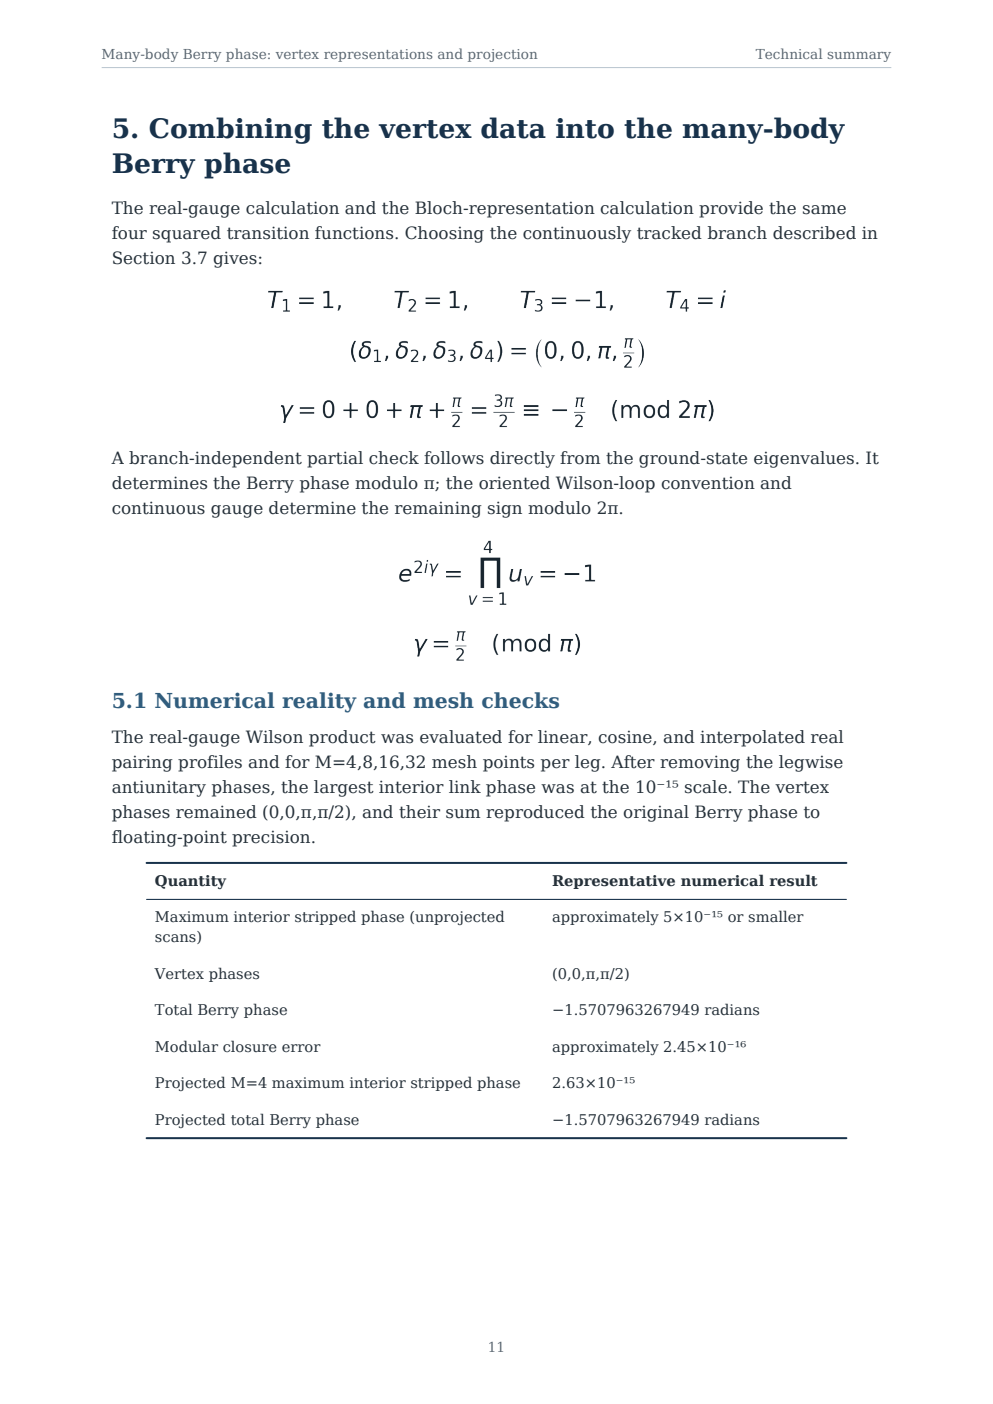 Many-body Berry phase: vertex representations and projection Technical summary
5. Combining the vertex data into the many-body
Berry phase
The real-gauge calculation and the Bloch-representation calculation provide the same
four squared transition functions. Choosing the continuously tracked branch described in
Section 3.7 gives:
T₁ = 1, T₂ = 1, T₃ = −1, T₄ = i
(δ₁, δ₂, δ₃, δ₄) = (0, 0, π, π/2)
γ = 0 + 0 + π + π/2 = 3π/2 ≡ − π/2 (mod 2π)
A branch-independent partial check follows directly from the ground-state eigenvalues. It
determines the Berry phase modulo π; the oriented Wilson-loop convention and
continuous gauge determine the remaining sign modulo 2π.
e^{2iγ} = ∏_{v = 1}^{4} u_v = −1
γ = π/2 (mod π)
5.1 Numerical reality and mesh checks
The real-gauge Wilson product was evaluated for linear, cosine, and interpolated real
pairing profiles and for M=4,8,16,32 mesh points per leg. After removing the legwise
antiunitary phases, the largest interior link phase was at the 10⁻¹⁵ scale. The vertex
phases remained (0,0,π,π/2), and their sum reproduced the original Berry phase to
floating-point precision.
Quantity Representative numerical result
Maximum interior stripped phase (unprojected approximately 5×10⁻¹⁵ or smaller
scans)
Vertex phases (0,0,π,π/2)
Total Berry phase −1.5707963267949 radians
Modular closure error approximately 2.45×10⁻¹⁶
Projected M=4 maximum interior stripped phase 2.63×10⁻¹⁵
Projected total Berry phase −1.5707963267949 radians
11